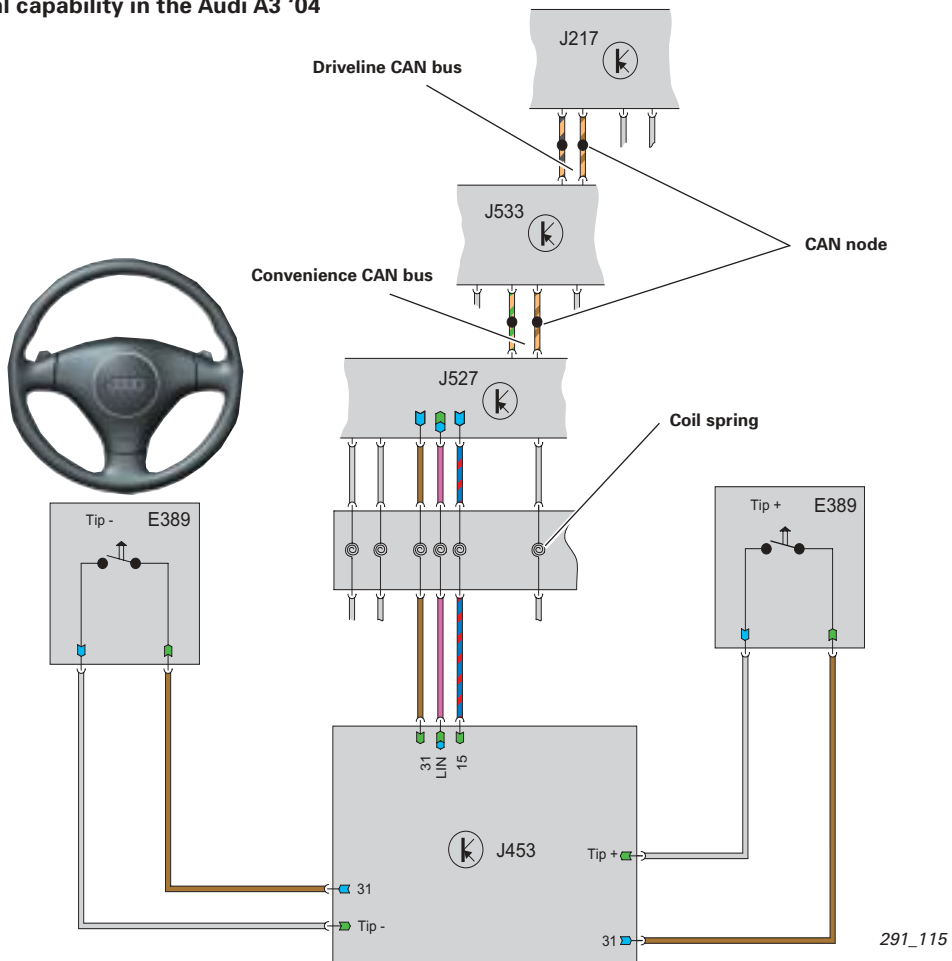 al capability in the Audi A3 '04
J217
Driveline CAN bus
J533
CAN node
Convenience CAN bus
J527
Coil spring
Tip -
E389
Tip +
E389
31
LIN
15
J453
Tip +
31
Tip -
31
291_115